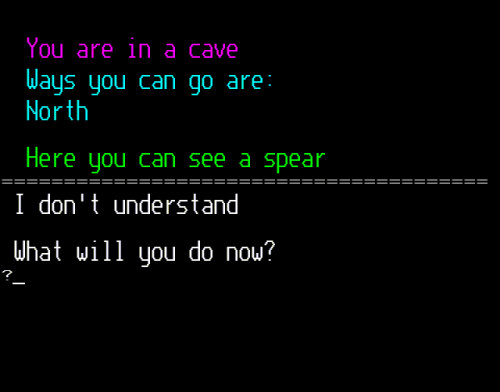 You are in a cave
Ways you can go are:
North
Here you can see a spear
=======================================
I don't understand
What will you do now?
?_